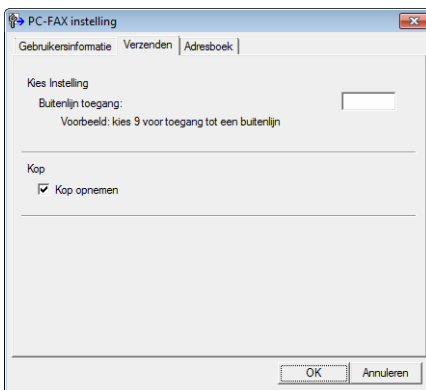 PC-FAX instelling
Gebruikersinformatie Verzenden Adresboek
Kies Instelling
Buitenlijn toegang:
Voorbeeld: kies 9 voor toegang tot een buitenlijn
Kop
Kop opnemen
OK Annuleren